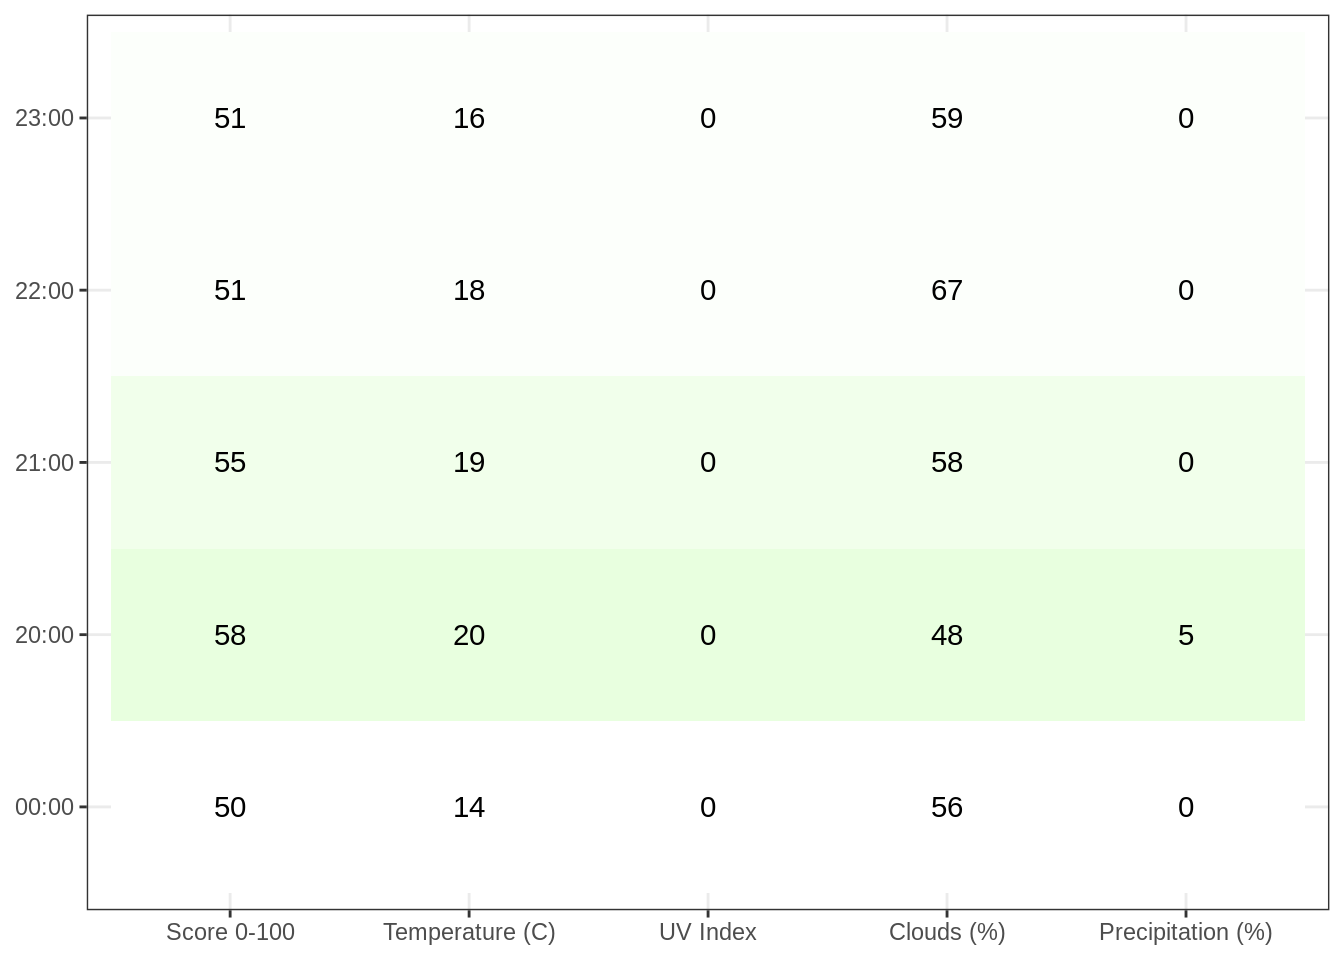 23:00 51 16 0 59 0
22:00 51 18 0 67 0
21:00 55 19 0 58 0
20:00 58 20 0 48 5
00:00 50 14 0 56 0
Score 0-100 Temperature (C) UV Index Clouds (%) Precipitation (%)